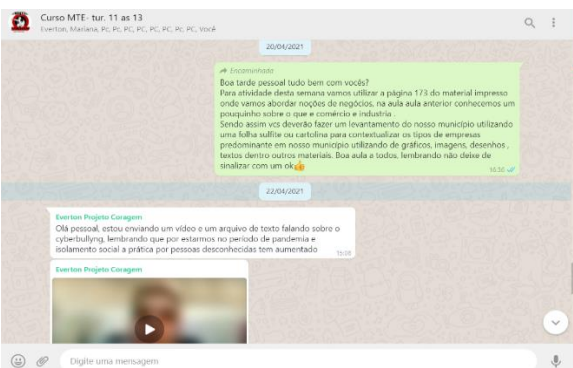 Curso MTE- tur. 11 as 13
Everton, Mariana, Pc, Pc, PC, PC, PC, PC, Pc, PC, Você
20/04/2021
Encaminhada
Boa tarde pessoal tudo bem com vocês?
Para atividade desta semana vamos utilizar a página 173 do material impresso
onde vamos abordar noções de negócios, na aula aula anterior conhecemos um
pouquinho sobre o que e comércio e industria .
Sendo assim vcs deverão fazer um levantamento do nosso município utilizando
uma folha sulfite ou cartolina para contextualizar os tipos de empresas
predominante em nosso município utilizando de gráficos, imagens, desenhos ,
textos dentro outros materiais. Boa aula a todos, lembrando não deixe de
sinalizar com um ok👍
16:36
22/04/2021
Everton Projeto Coragem
Olá pessoal, estou enviando um vídeo e um arquivo de texto falando sobre o
cyberbullyng, lembrando que por estarmos no período de pandemia e
isolamento social a prática por pessoas desconhecidas tem aumentado
Everton Projeto Coragem
Digite uma mensagem